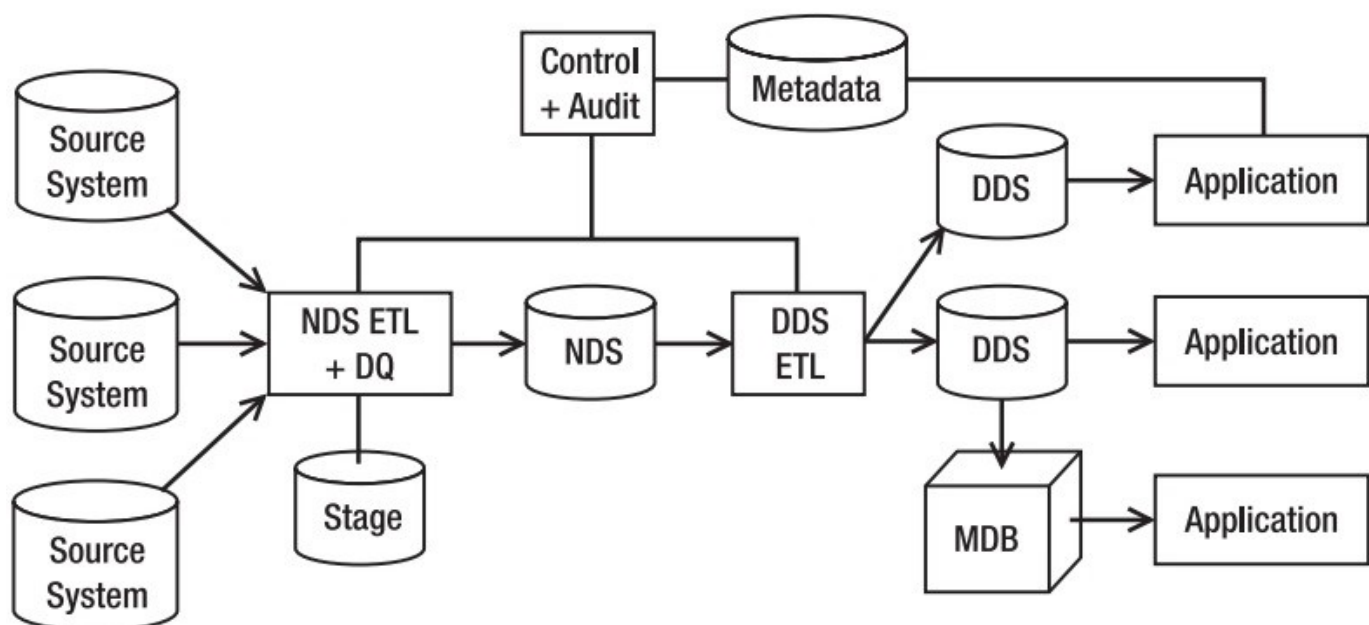 Control
+ Audit
Metadata
Source
System
DDS
Application
Source
System
NDS ETL
+ DQ
NDS
DDS
ETL
DDS
Application
Stage
Source
System
MDB
Application